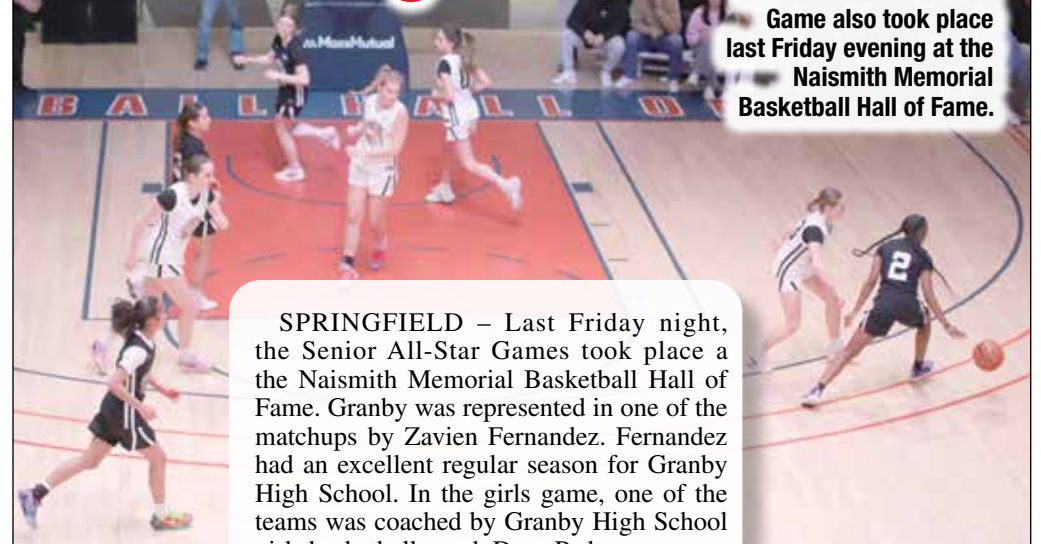 Game also took place
last Friday evening at the
Naismith Memorial
Basketball Hall of Fame.
MassMutual
BALL HALL
2
SPRINGFIELD – Last Friday night,
the Senior All-Star Games took place a
the Naismith Memorial Basketball Hall of
Fame. Granby was represented in one of the
matchups by Zavien Fernandez. Fernandez
had an excellent regular season for Granby
High School. In the girls game, one of the
teams was coached by Granby High School